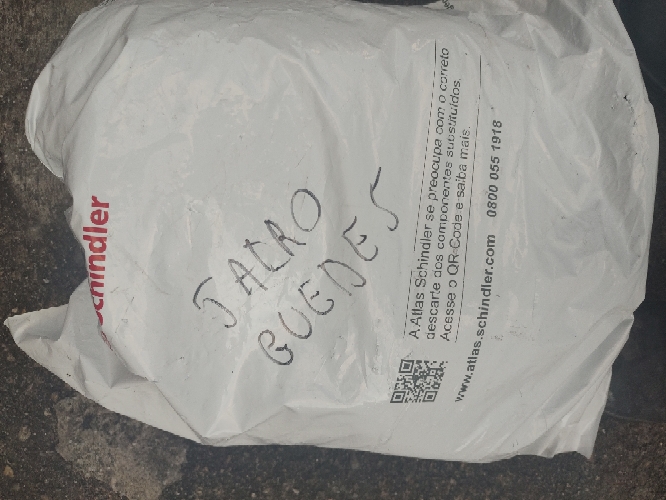 Schindler
JAIRO
GUEDES
A Atlas Schindler se preocupa com o correto
descarte dos componentes substituídos.
Acesse o QR-Code e saiba mais.
www.atlas.schindler.com 0800 055 1918